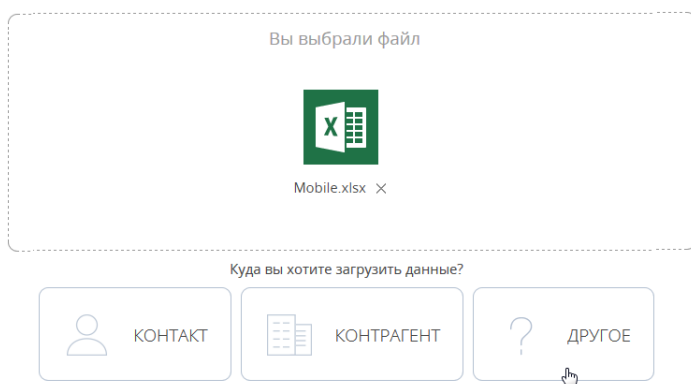 Вы выбрали файл
X
Mobile.xlsx
Куда вы хотите загрузить данные?
КОНТАКТ
КОНТРАГЕНТ
? ДРУГОЕ